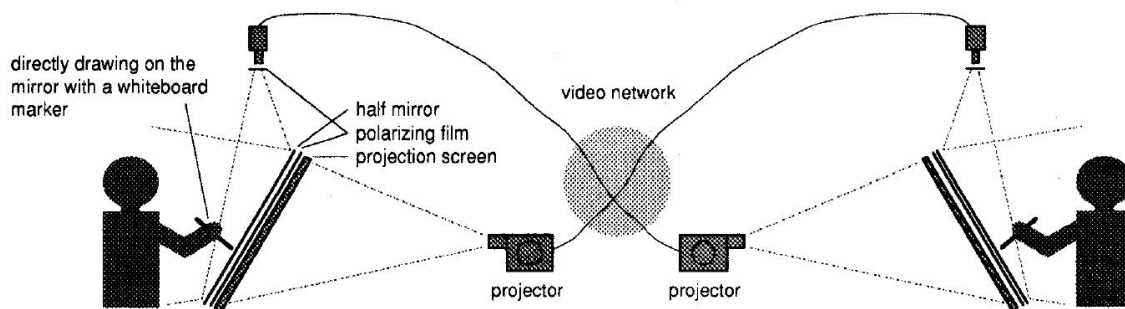 directly drawing on the
mirror with a whiteboard
marker
half mirror
polarizing film
projection screen
video network
projector
projector